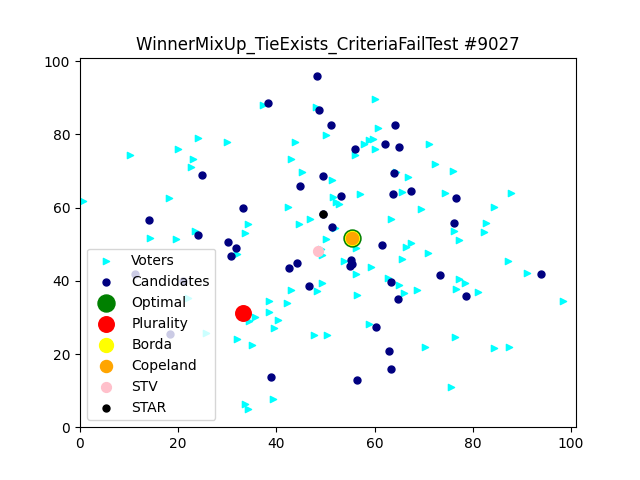 WinnerMixUp_TieExists_CriteriaFailTest #9027
100
80
60
40
20
0
0 20 40 60 80 100
Voters
Candidates
Optimal
Plurality
Borda
Copeland
STV
STAR